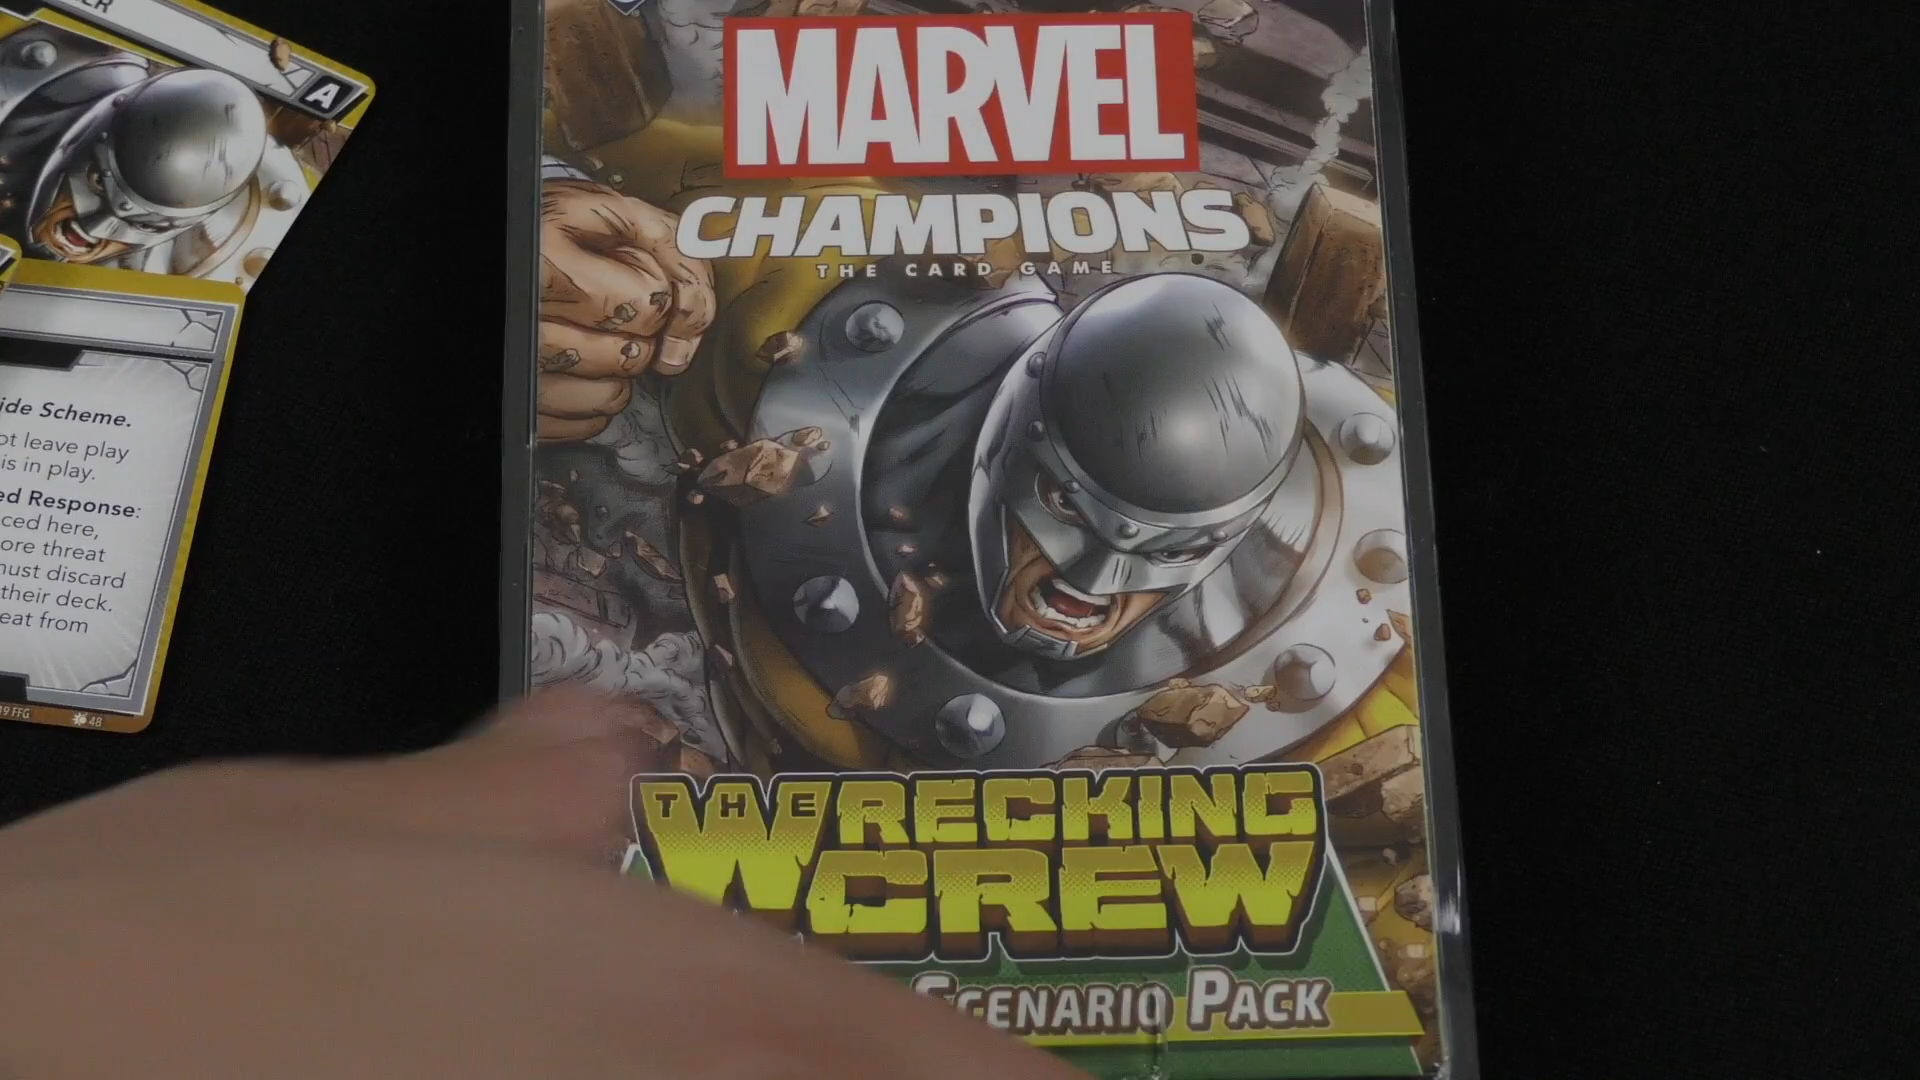 A
ide Scheme.
ot leave play
is in play.
ed Response:
ced here,
ore threat
nust discard
their deck.
eat from
19 FFG
48
MARVEL
CHAMPIONS
THE CARD GAME
THE WRECKING
CREW
SCENARIO PACK